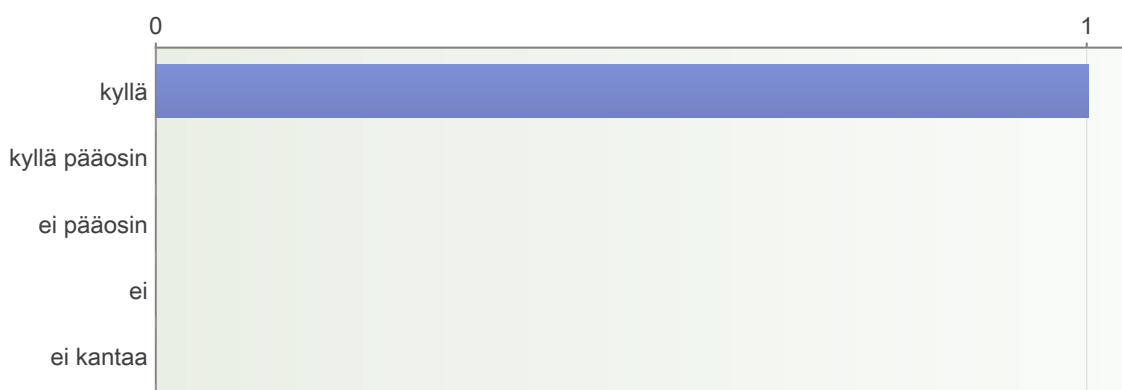 0 1
kyllä
kyllä pääosin
ei pääosin
ei
ei kantaa